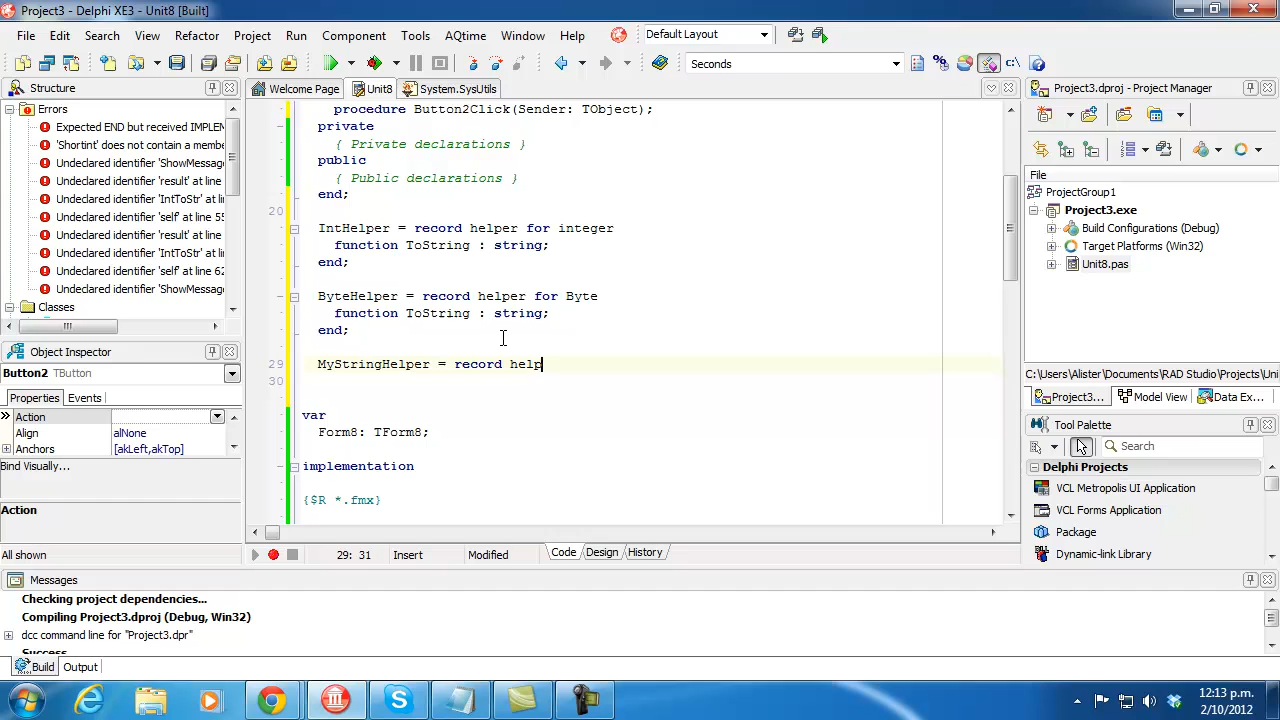 Project3 - Delphi XE3 - Unit8 [Built]
File Edit Search View Refactor Project Run Component Tools AQtime Window Help Default Layout
Seconds
Structure
Errors
Expected END but received IMPLEM
'Shortint' does not contain a membe
Undeclared identifier 'ShowMessage
Undeclared identifier 'result' at line
Undeclared identifier 'IntToStr' at lin
Undeclared identifier 'self' at line 55
Undeclared identifier 'result' at line
Undeclared identifier 'IntToStr' at lin
Undeclared identifier 'self' at line 62
Undeclared identifier 'ShowMessage
Classes
Object Inspector
Button2 TButton
Properties Events
Action
Align alNone
Anchors [akLeft,akTop]
Bind Visually...
Action
All shown
Welcome Page Unit8 System.SysUtils
procedure Button2Click(Sender: TObject);
private
{ Private declarations }
public
{ Public declarations }
end;
20
IntHelper = record helper for integer
function ToString : string;
end;
ByteHelper = record helper for Byte
function ToString : string;
end;
29 MyStringHelper = record help
30
var
Form8: TForm8;
implementation
{$R *.fmx}
29: 31 Insert Modified Code Design History
Project3.dproj - Project Manager
File
ProjectGroup1
Project3.exe
Build Configurations (Debug)
Target Platforms (Win32)
Unit8.pas
C:\Users\Alister\Documents\RAD Studio\Projects\Uni
Project3... Model View Data Ex...
Tool Palette
Search
Delphi Projects
VCL Metropolis UI Application
VCL Forms Application
Package
Dynamic-link Library
Messages
Checking project dependencies...
Compiling Project3.dproj (Debug, Win32)
dcc command line for "Project3.dpr"
Success
Build Output
12:13 p.m.
2/10/2012